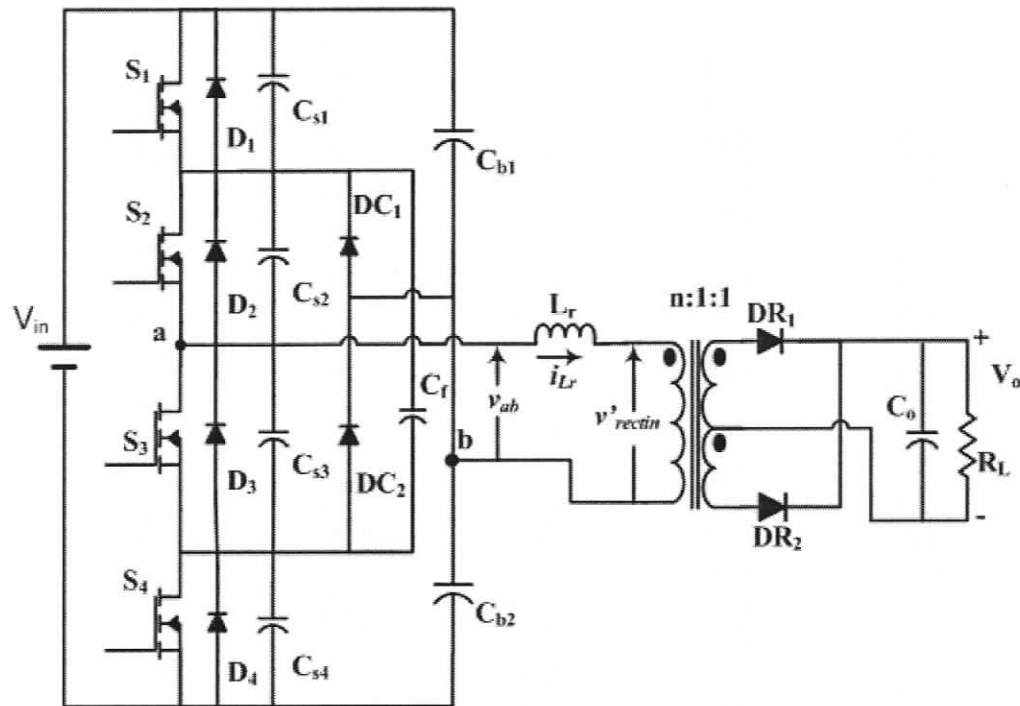 S1
D1
Cs1
Cb1
S2
DC1
D2
Cs2
Vin
a
Lr
n:1:1
DR1
+
iLr
vab
v'rectin
Cf
Co
Vo
S3
D3
Cs3
DC2
b
RL
-
DR2
S4
D4
Cs4
Cb2